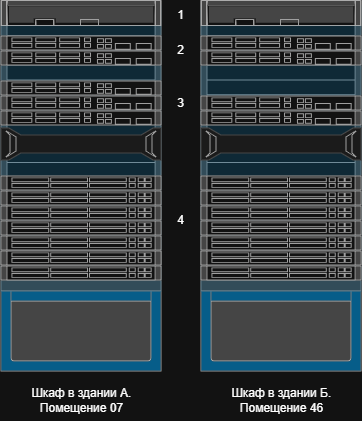 1
2
3
4
Шкаф в здании А.
Помещение 07
Шкаф в здании Б.
Помещение 46